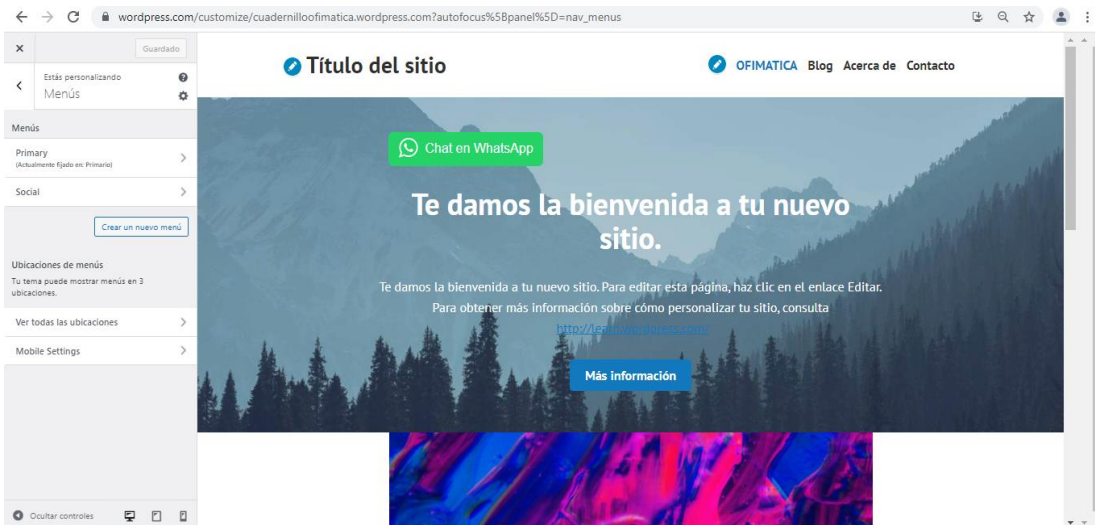 wordpress.com/customize/cuadernilloofimatica.wordpress.com?autofocus%5Bpanel%5D=nav_menus
Guardado
Estás personalizando
Menús
Menús
Primary
(Actualmente fijado en: Primario)
Social
Crear un nuevo menú
Ubicaciones de menús
Tu tema puede mostrar menús en 3
ubicaciones.
Ver todas las ubicaciones
Mobile Settings
Ocultar controles
Título del sitio
OFIMATICA Blog Acerca de Contacto
Chat en WhatsApp
Te damos la bienvenida a tu nuevo
sitio.
Te damos la bienvenida a tu nuevo sitio. Para editar esta página, haz clic en el enlace Editar.
Para obtener más información sobre cómo personalizar tu sitio, consulta
http://learn.wordpress.com/
Más información